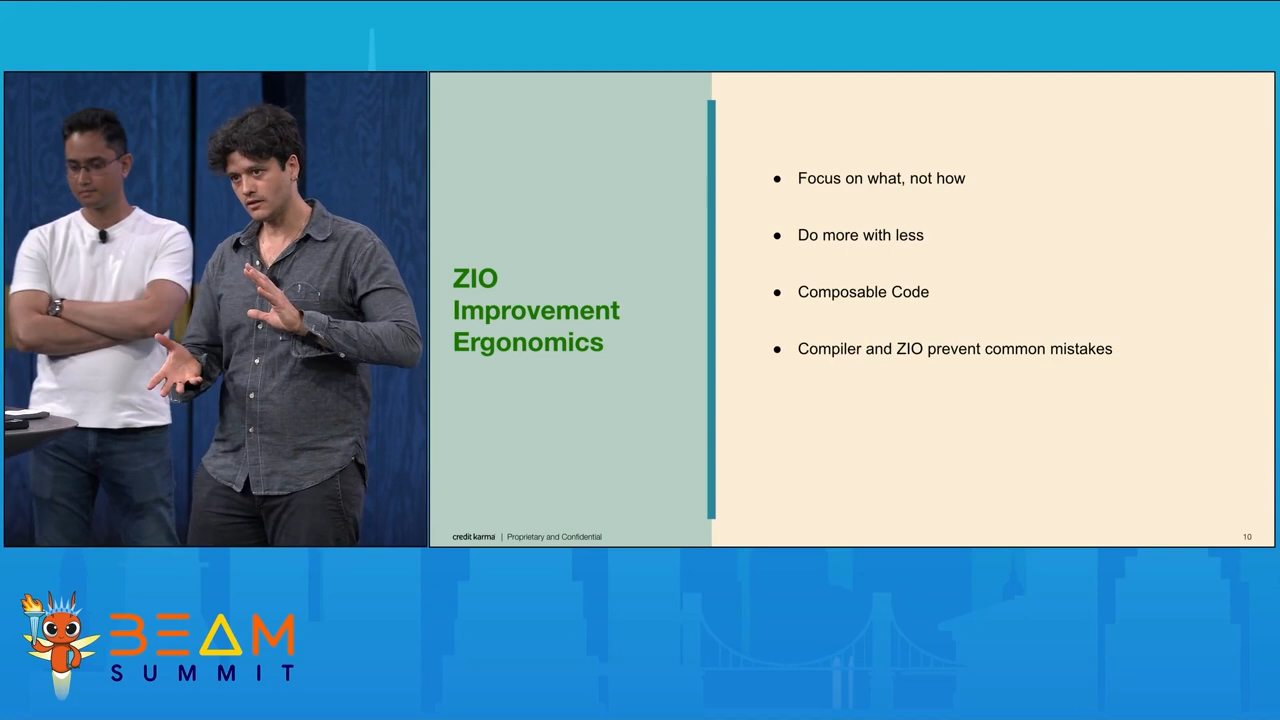 ZIO
Improvement
Ergonomics
● Focus on what, not how
● Do more with less
● Composable Code
● Compiler and ZIO prevent common mistakes
credit karma | Proprietary and Confidential
10
BEAM
SUMMIT